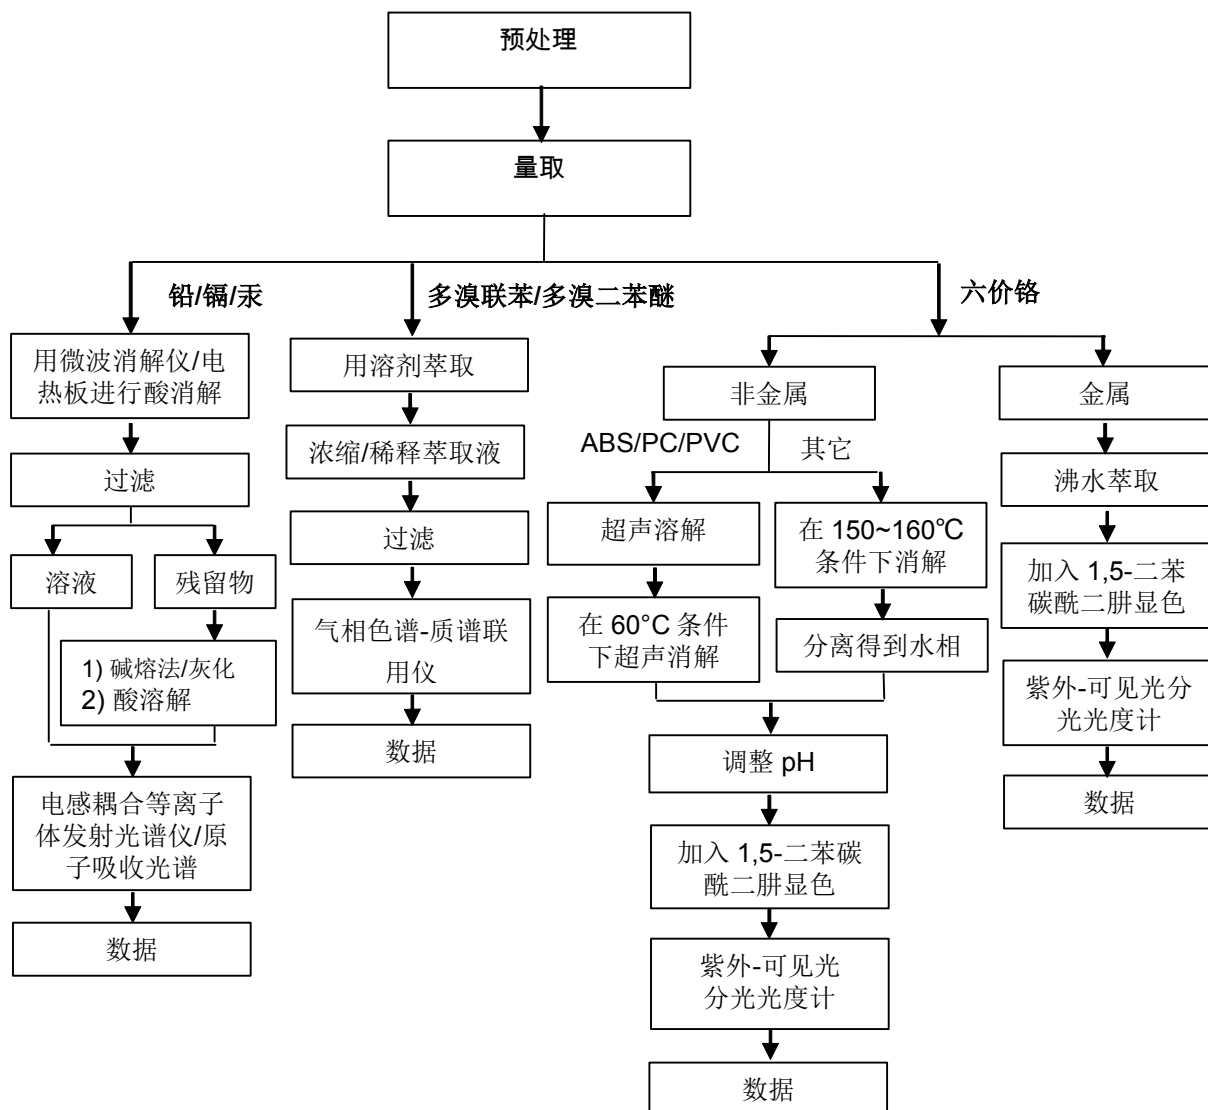 预处理
量取
铅/镉/汞
多溴联苯/多溴二苯醚
六价铬
用微波消解仪/电
热板进行酸消解
过滤
溶液
残留物
1) 碱熔法/灰化
2) 酸溶解
电感耦合等离子
体发射光谱仪/原
子吸收光谱
数据
用溶剂萃取
浓缩/稀释萃取液
过滤
气相色谱-质谱联
用仪
数据
非金属
ABS/PC/PVC
其它
超声溶解
在 60°C 条件
下超声消解
在 150~160℃
条件下消解
分离得到水相
调整 pH
加入 1,5-二苯碳
酰二肼显色
紫外-可见光
分光光度计
数据
金属
沸水萃取
加入 1,5-二苯
碳酰二肼显色
紫外-可见光分
光光度计
数据